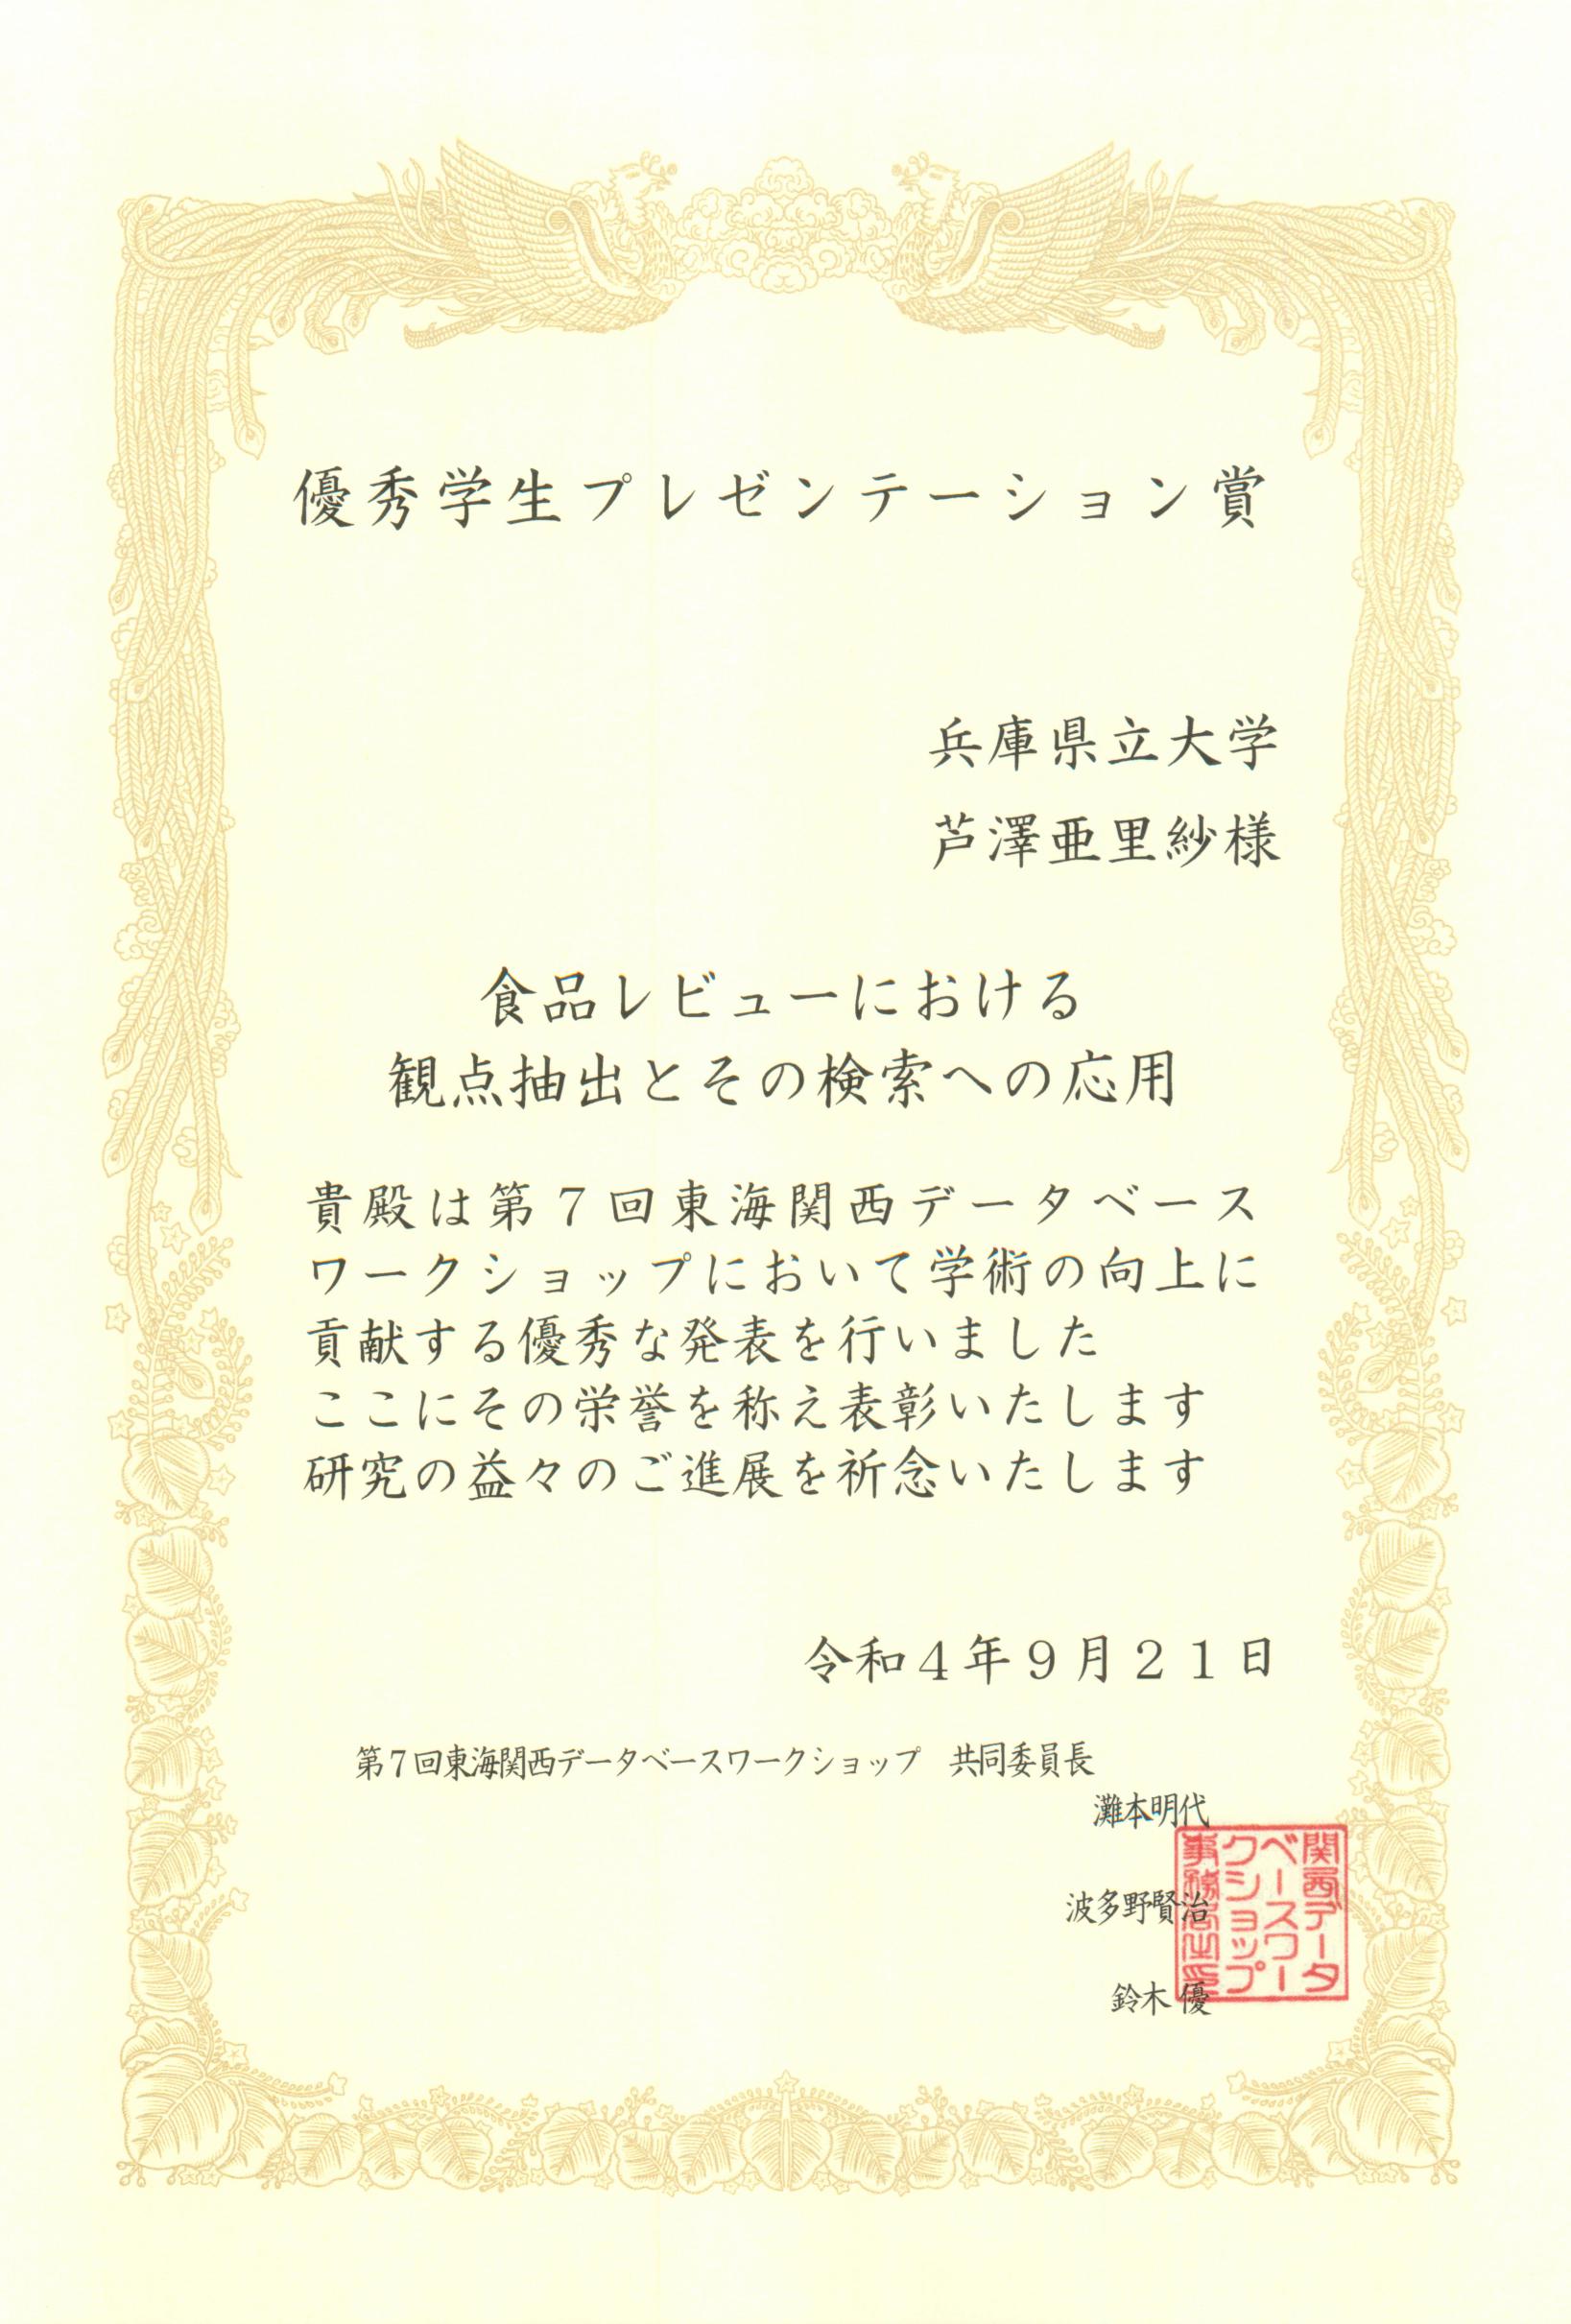 優秀学生プレゼンテーション賞
兵庫県立大学
芦澤亜里紗様
食品レビューにおける
観点抽出とその検索への応用
貴殿は第７回東海関西データベース
ワークショップにおいて学術の向上に
貢献する優秀な発表を行いました
ここにその栄誉を称え表彰いたします
研究の益々のご進展を祈念いたします
令和４年９月２１日
第７回東海関西データベースワークショップ　共同委員長
灘本明代
波多野賢治
鈴木 優
関西データ
ベースワー
クショップ
事務局之印